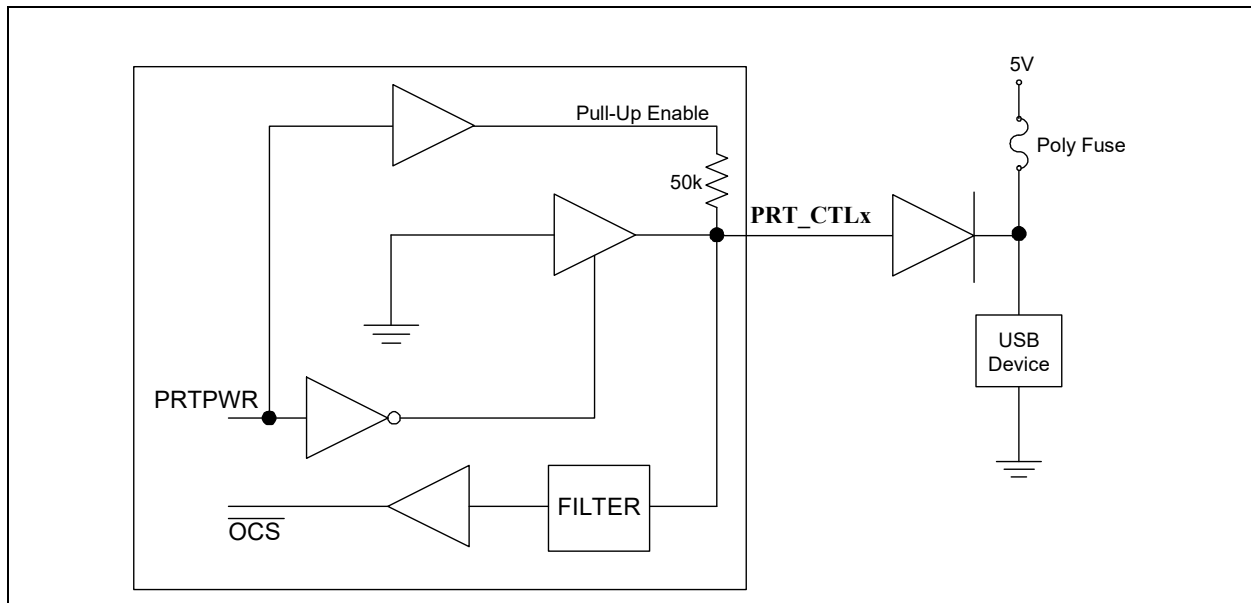 5V
Pull-Up Enable
Poly Fuse
50k
PRT_CTLx
USB
Device
PRTPWR
FILTER
OCS